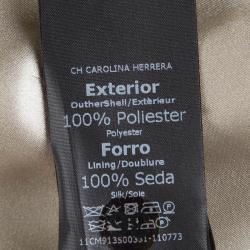 CH CAROLINA HERRERA
Exterior
OutherShell/Extérieur
100% Poliester
Polyester
Forro
Lining/Doublure
100% Seda
Silk/Soie